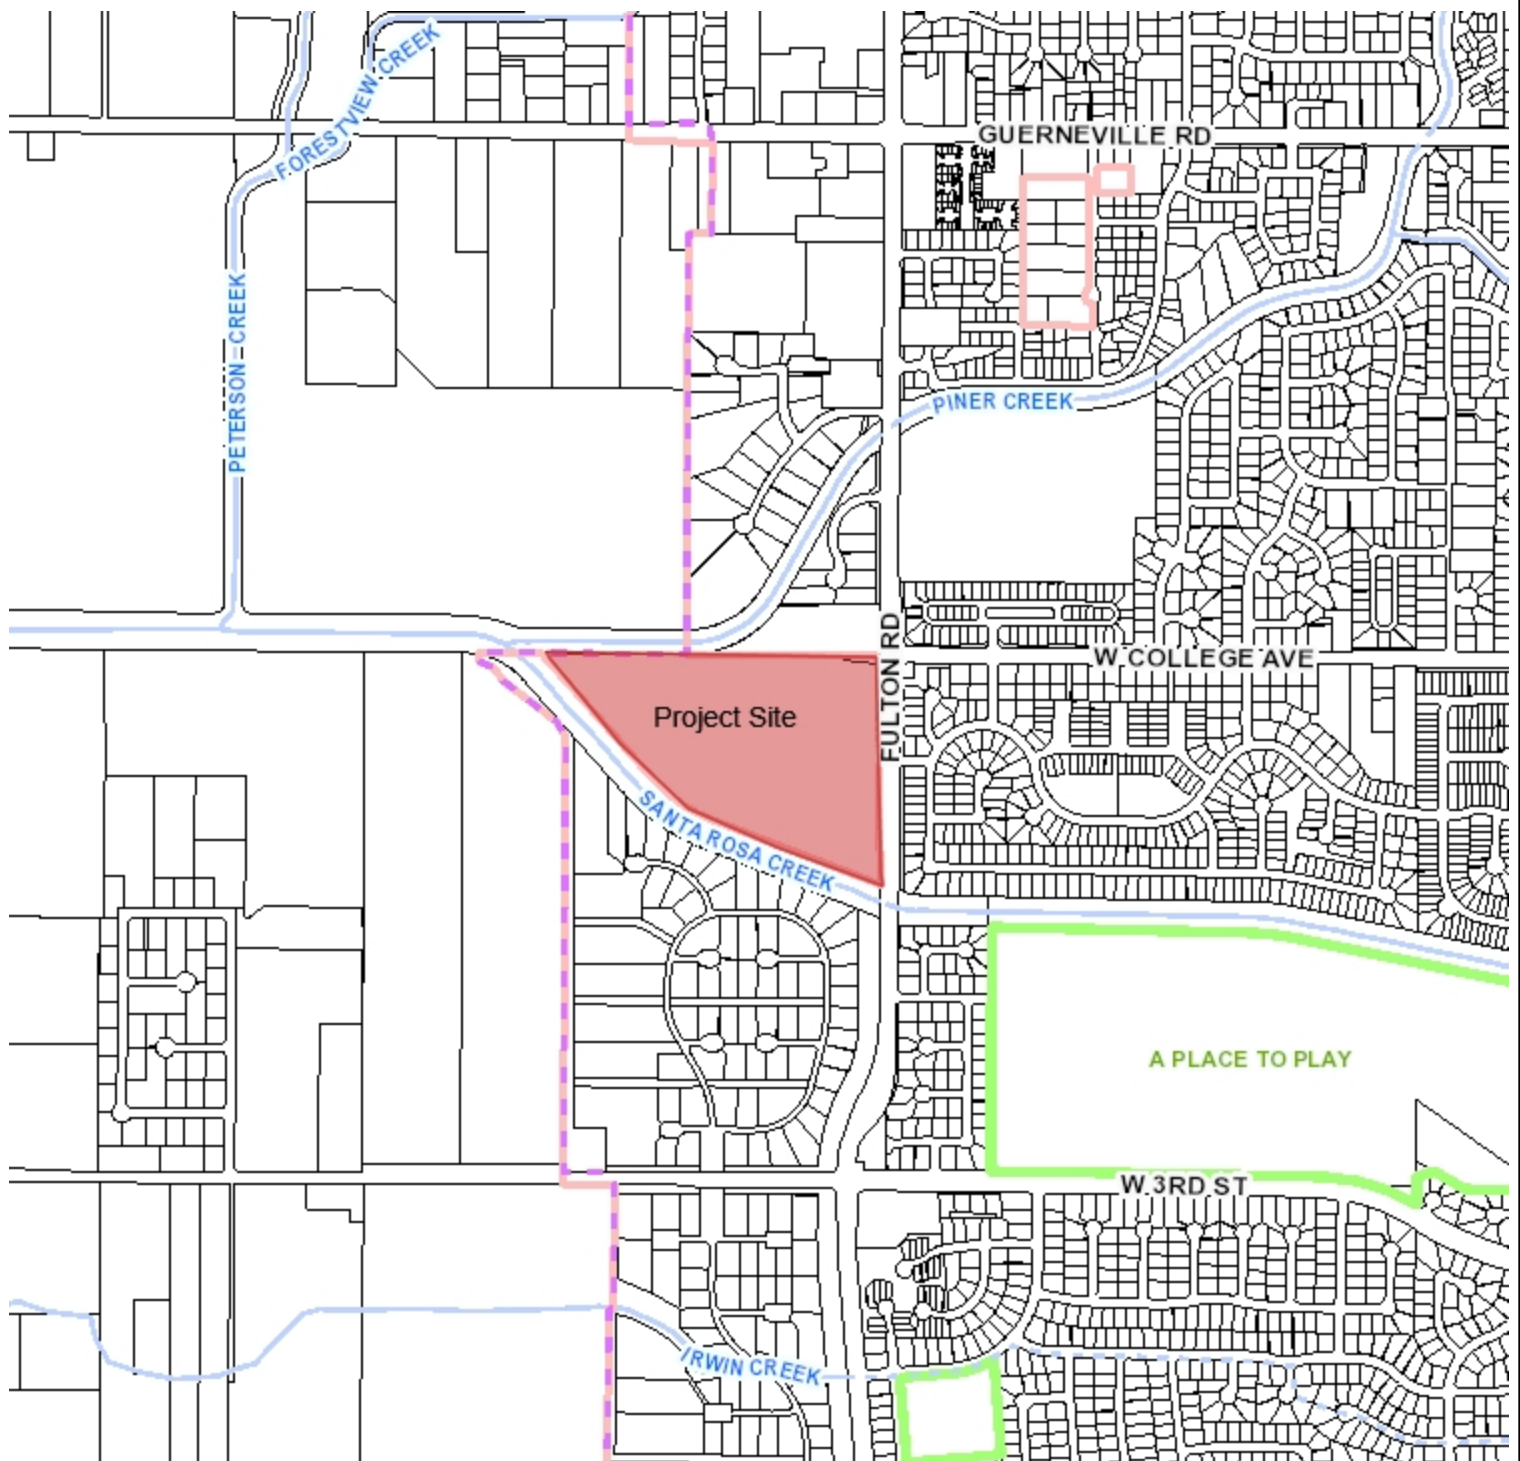 FORESTVIEW CREEK
GUERNEVILLE RD
PETERSON CREEK
PINER CREEK
FULTON RD
W COLLEGE AVE
Project Site
SANTA ROSA CREEK
A PLACE TO PLAY
W 3RD ST
IRWIN CREEK